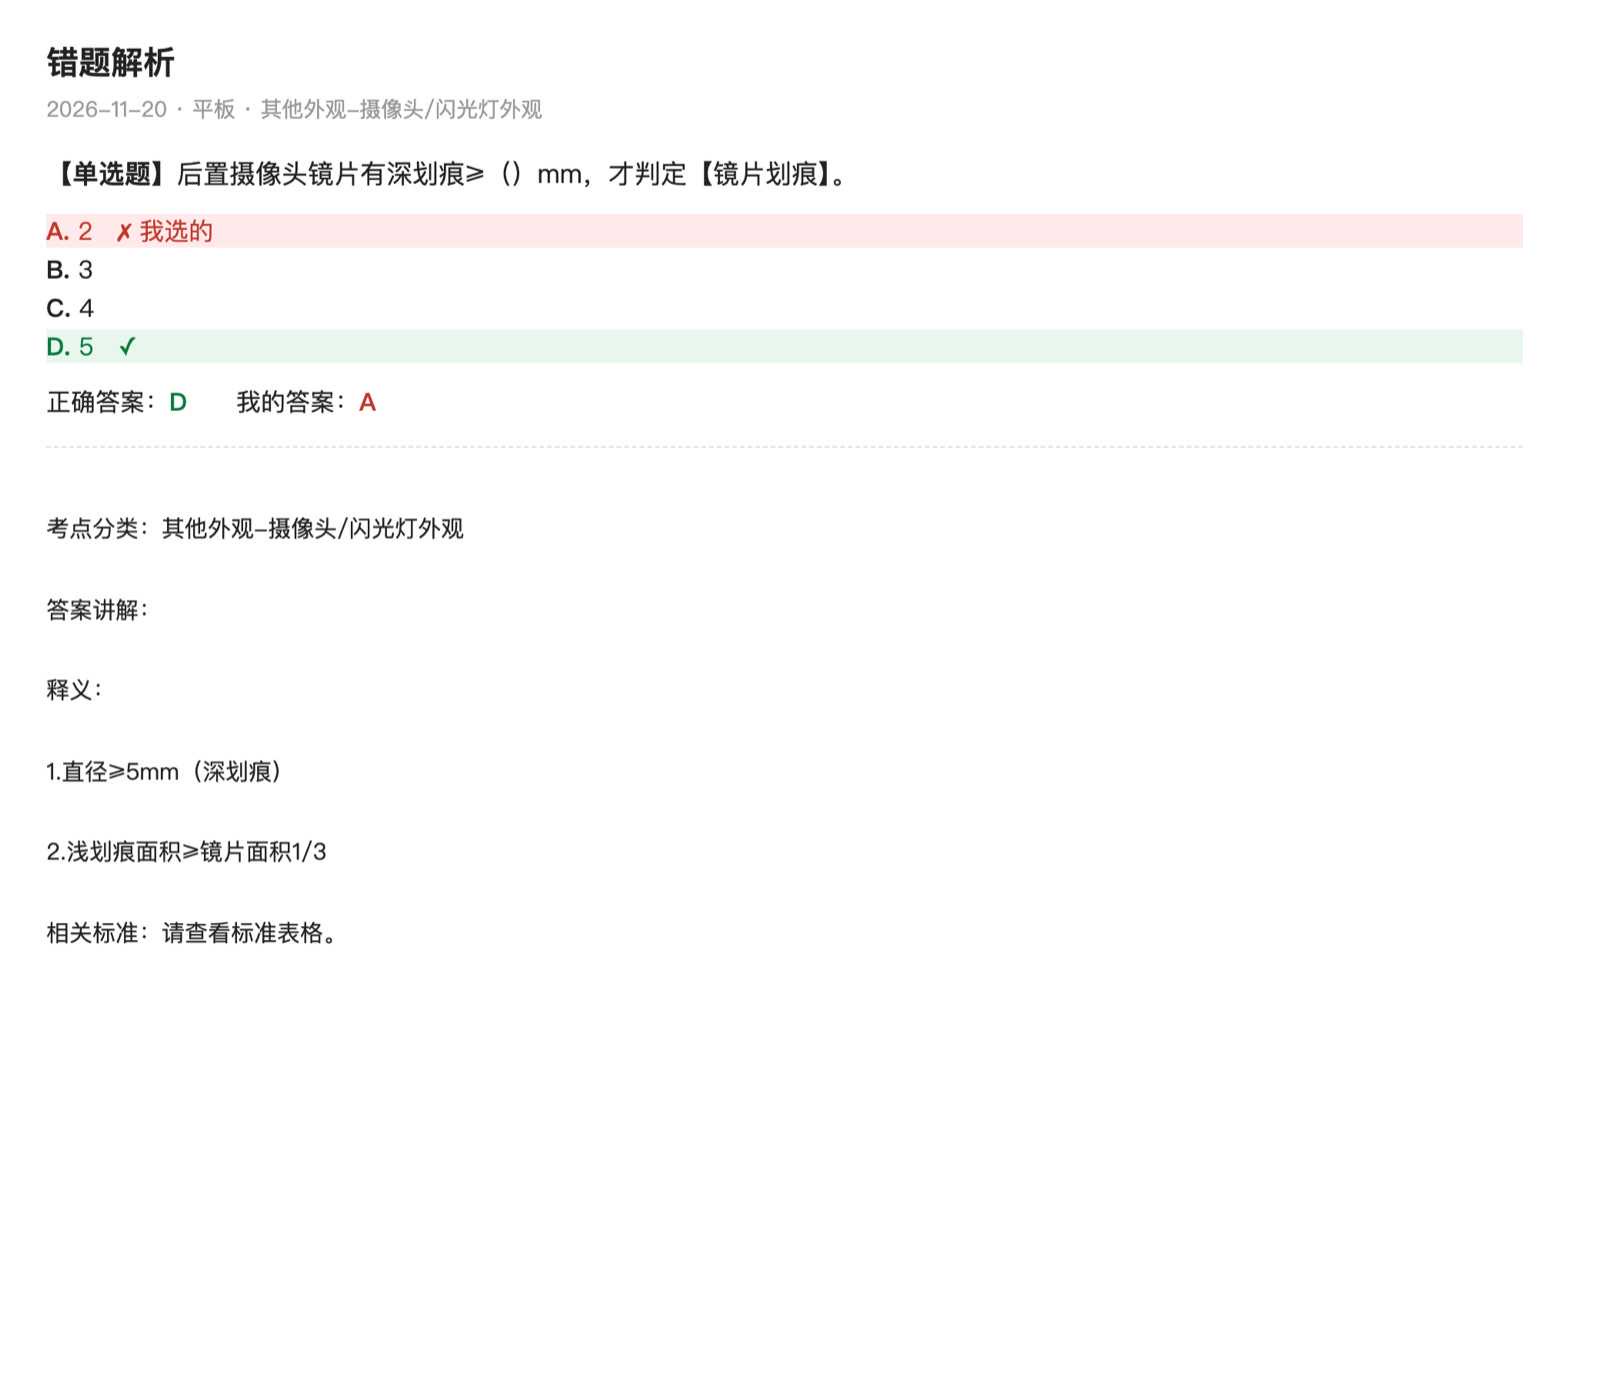 错题解析
2026-11-20 · 平板 · 其他外观-摄像头/闪光灯外观
【单选题】后置摄像头镜片有深划痕≥（）mm，才判定【镜片划痕】。
A. 2 ✗ 我选的
B. 3
C. 4
D. 5 ✓
正确答案：D 我的答案：A
考点分类：其他外观-摄像头/闪光灯外观
答案讲解：
释义：
1.直径≥5mm（深划痕）
2.浅划痕面积≥镜片面积1/3
相关标准：请查看标准表格。